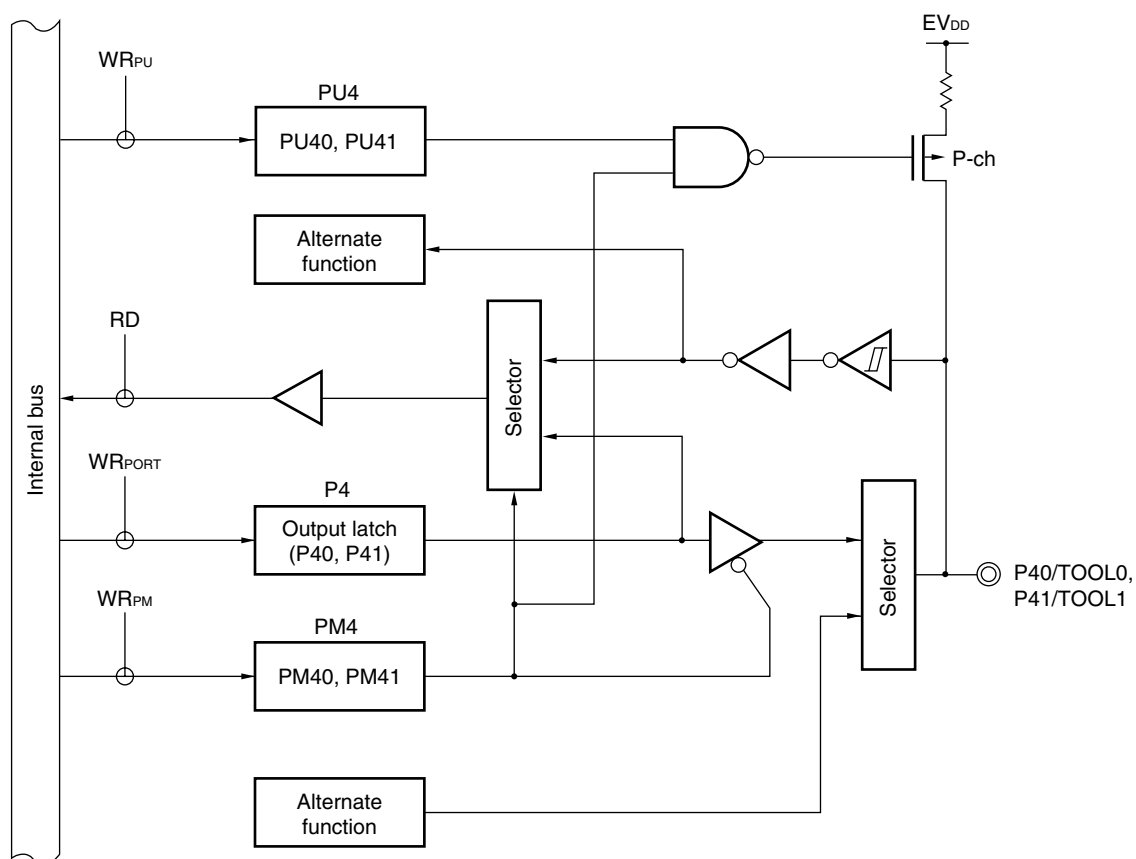 EVDD
WRPU
PU4
PU40, PU41
P-ch
Alternate
function
RD
Selector
Internal bus
WRPORT
P4
Output latch
(P40, P41)
Selector
P40/TOOL0,
P41/TOOL1
WRPM
PM4
PM40, PM41
Alternate
function